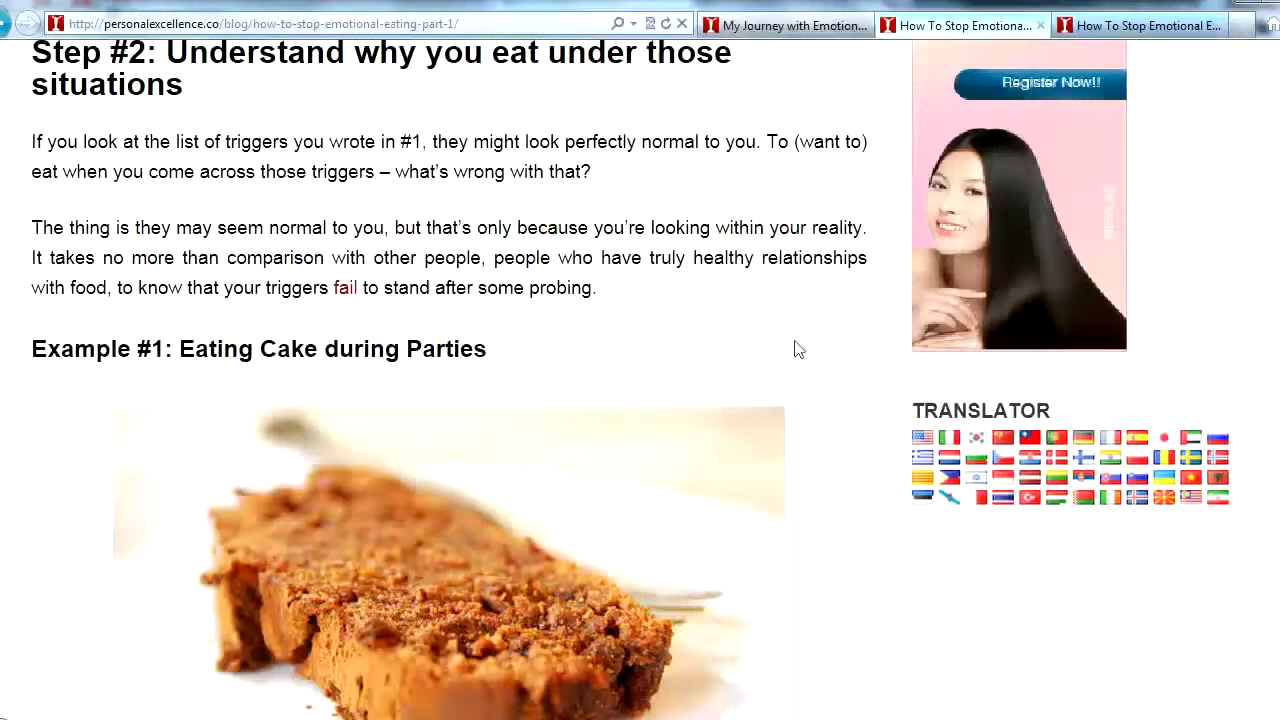 http://personalexcellence.co/blog/how-to-stop-emotional-eating-part-1/
My Journey with Emotion...
How To Stop Emotiona...
How To Stop Emotional E...
Step #2: Understand why you eat under those
situations
If you look at the list of triggers you wrote in #1, they might look perfectly normal to you. To (want to)
eat when you come across those triggers – what's wrong with that?
The thing is they may seem normal to you, but that's only because you're looking within your reality.
It takes no more than comparison with other people, people who have truly healthy relationships
with food, to know that your triggers fail to stand after some probing.
Example #1: Eating Cake during Parties
Register Now!!
TRANSLATOR